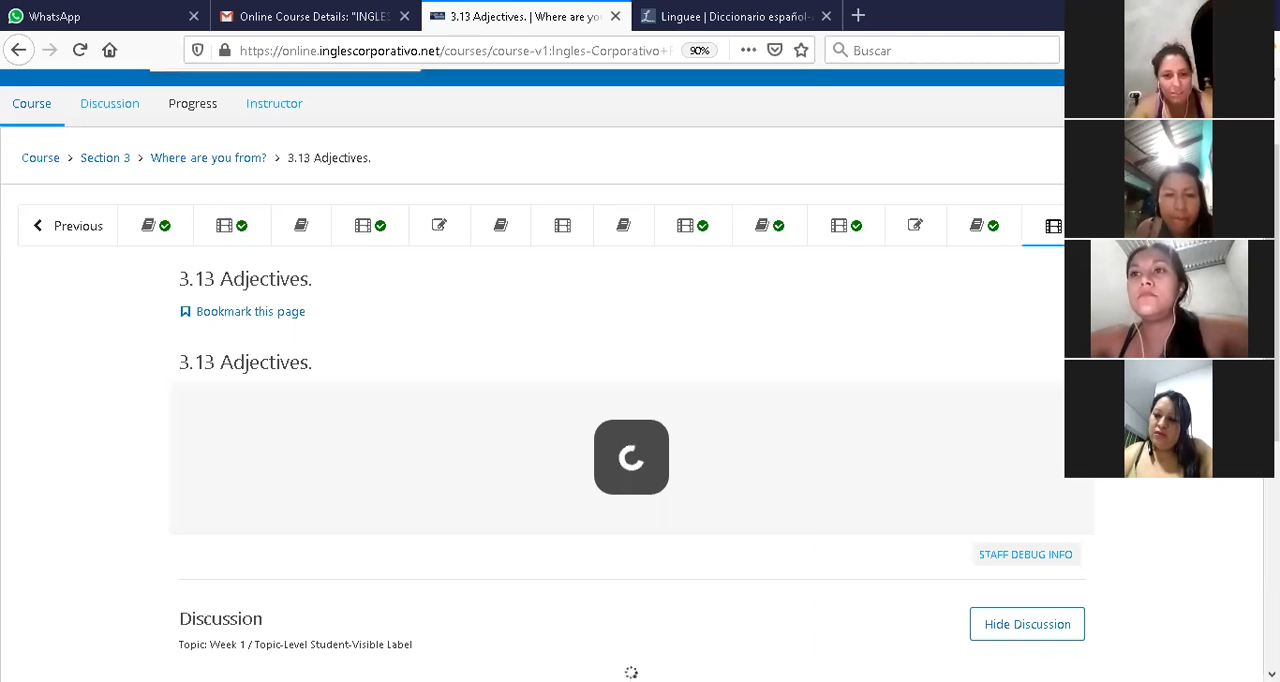 WhatsApp
Online Course Details: "INGLES
3.13 Adjectives. | Where are yo
Linguee | Diccionario español-
https://online.inglescorporativo.net/courses/course-v1:Ingles-Corporativo+
90%
Buscar
Course
Discussion
Progress
Instructor
Course > Section 3 > Where are you from? > 3.13 Adjectives.
Previous
3.13 Adjectives.
Bookmark this page
3.13 Adjectives.
STAFF DEBUG INFO
Discussion
Hide Discussion
Topic: Week 1 / Topic-Level Student-Visible Label